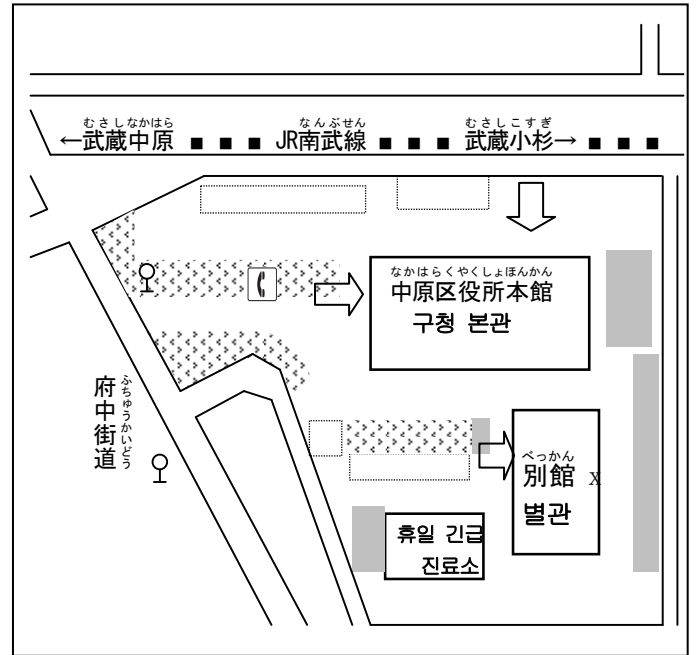 むさしなかはら なんぶせん むさしこすぎ
←武蔵中原 ■ ■ ■ JR南武線 ■ ■ ■ 武蔵小杉→ ■ ■ ■
なかはらくやくしょほんかん
中原区役所本館
구청 본관
府中街道
ふちゅうかいどう
べっかん
別館 X
별관
휴일 긴급
진료소